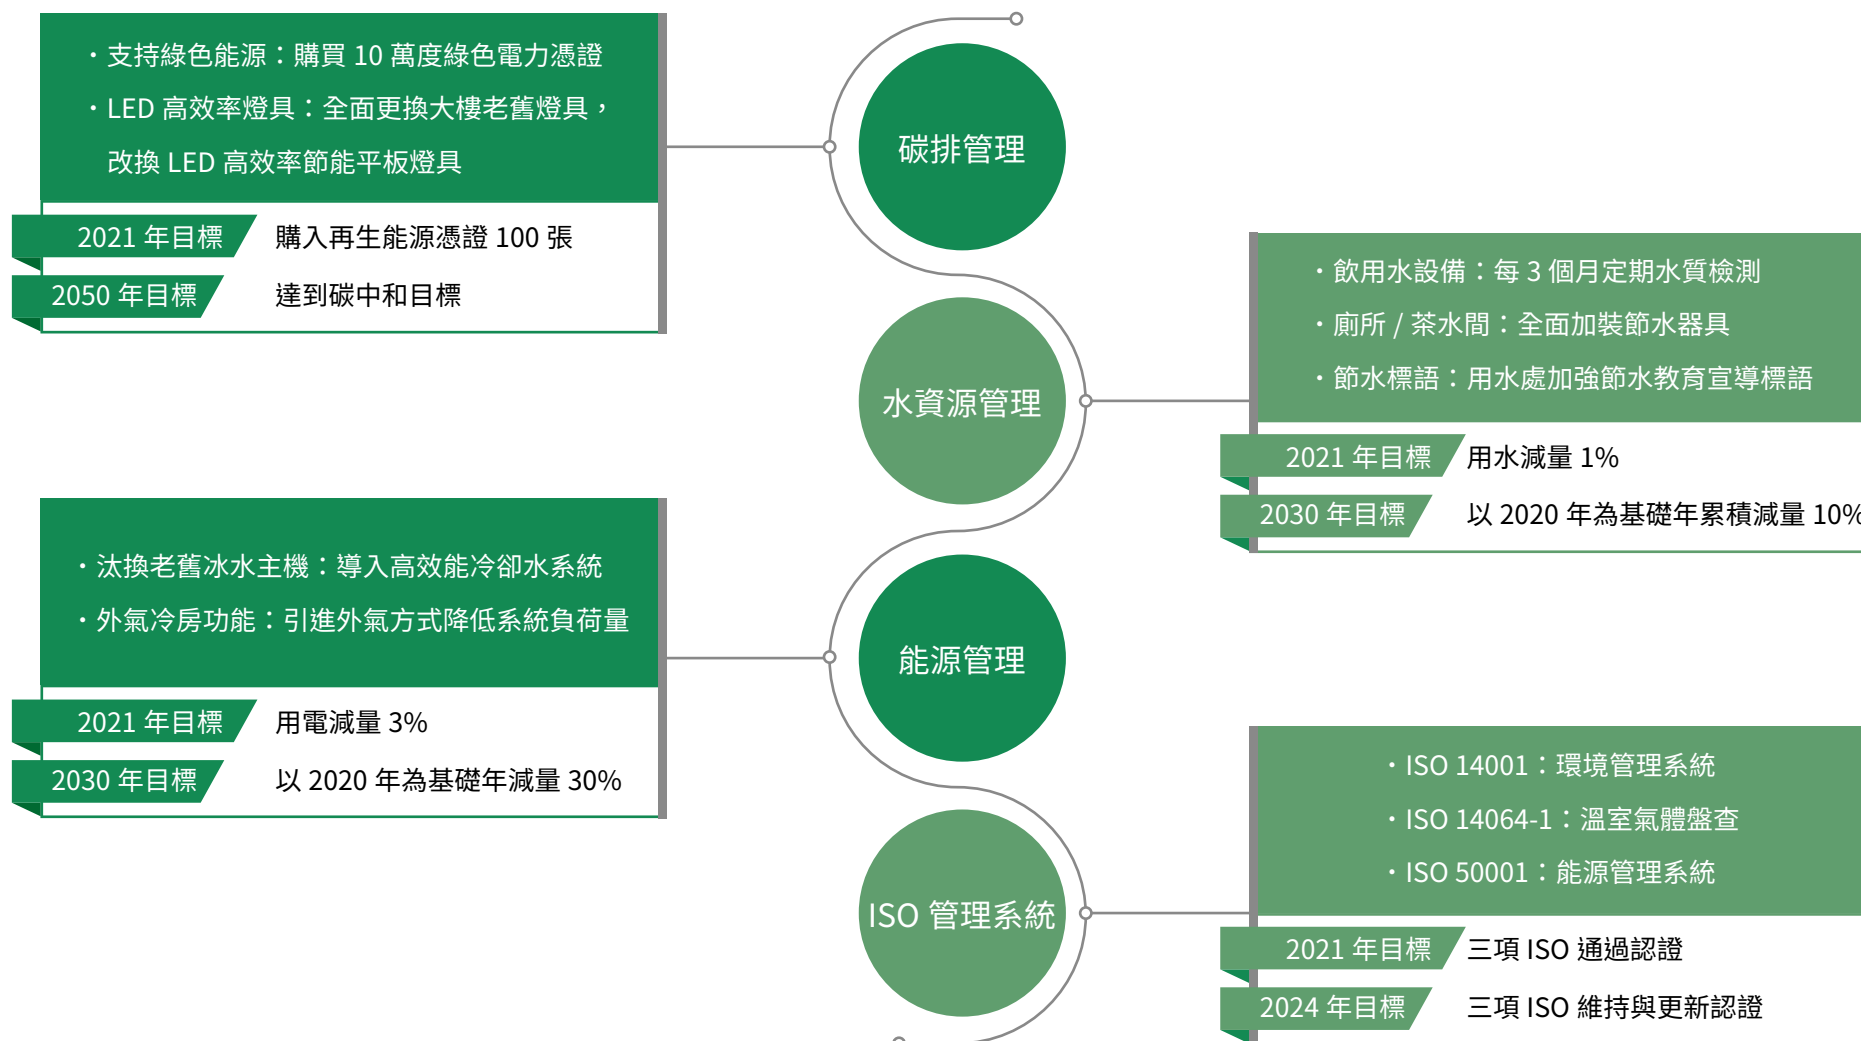 ・支持綠色能源：購買 10 萬度綠色電力憑證
・LED 高效率燈具：全面更換大樓老舊燈具，
改換 LED 高效率節能平板燈具
2021 年目標 購入再生能源憑證 100 張
2050 年目標 達到碳中和目標
碳排管理
・飲用水設備：每 3 個月定期水質檢測
・廁所 / 茶水間：全面加裝節水器具
・節水標語：用水處加強節水教育宣導標語
2021 年目標 用水減量 1%
2030 年目標 以 2020 年為基礎年累積減量 10%
水資源管理
・汰換老舊冰水主機：導入高效能冷卻水系統
・外氣冷房功能：引進外氣方式降低系統負荷量
2021 年目標 用電減量 3%
2030 年目標 以 2020 年為基礎年減量 30%
能源管理
・ISO 14001：環境管理系統
・ISO 14064-1：溫室氣體盤查
・ISO 50001：能源管理系統
2021 年目標 三項 ISO 通過認證
2024 年目標 三項 ISO 維持與更新認證
ISO 管理系統